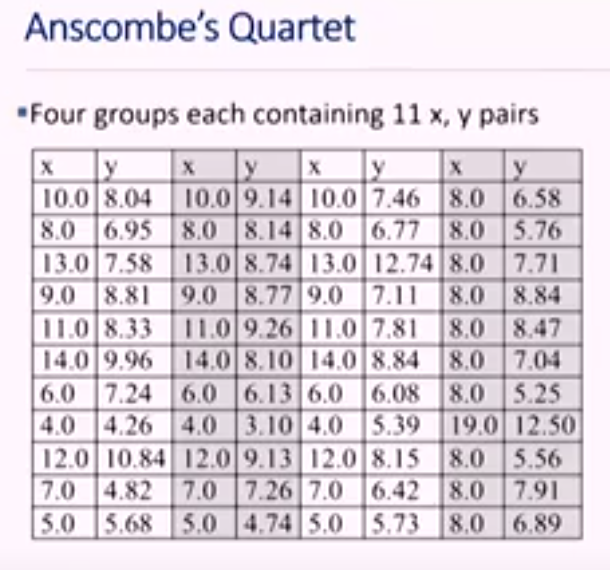 Anscombe's Quartet
▪Four groups each containing 11 x, y pairs
x y x y x y x y
10.0 8.04 10.0 9.14 10.0 7.46 8.0 6.58
8.0 6.95 8.0 8.14 8.0 6.77 8.0 5.76
13.0 7.58 13.0 8.74 13.0 12.74 8.0 7.71
9.0 8.81 9.0 8.77 9.0 7.11 8.0 8.84
11.0 8.33 11.0 9.26 11.0 7.81 8.0 8.47
14.0 9.96 14.0 8.10 14.0 8.84 8.0 7.04
6.0 7.24 6.0 6.13 6.0 6.08 8.0 5.25
4.0 4.26 4.0 3.10 4.0 5.39 19.0 12.50
12.0 10.84 12.0 9.13 12.0 8.15 8.0 5.56
7.0 4.82 7.0 7.26 7.0 6.42 8.0 7.91
5.0 5.68 5.0 4.74 5.0 5.73 8.0 6.89